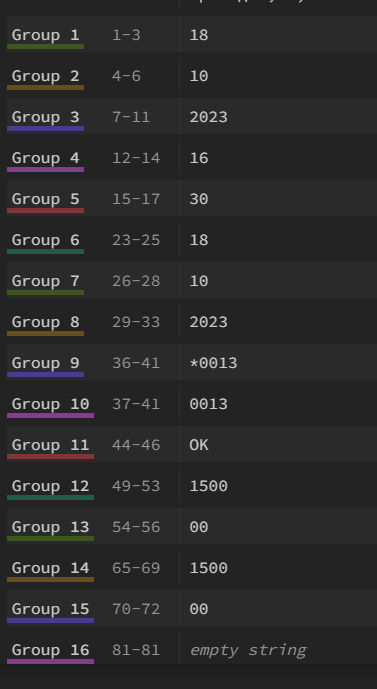 Group 1 1-3 18
Group 2 4-6 10
Group 3 7-11 2023
Group 4 12-14 16
Group 5 15-17 30
Group 6 23-25 18
Group 7 26-28 10
Group 8 29-33 2023
Group 9 36-41 *0013
Group 10 37-41 0013
Group 11 44-46 OK
Group 12 49-53 1500
Group 13 54-56 00
Group 14 65-69 1500
Group 15 70-72 00
Group 16 81-81 empty string